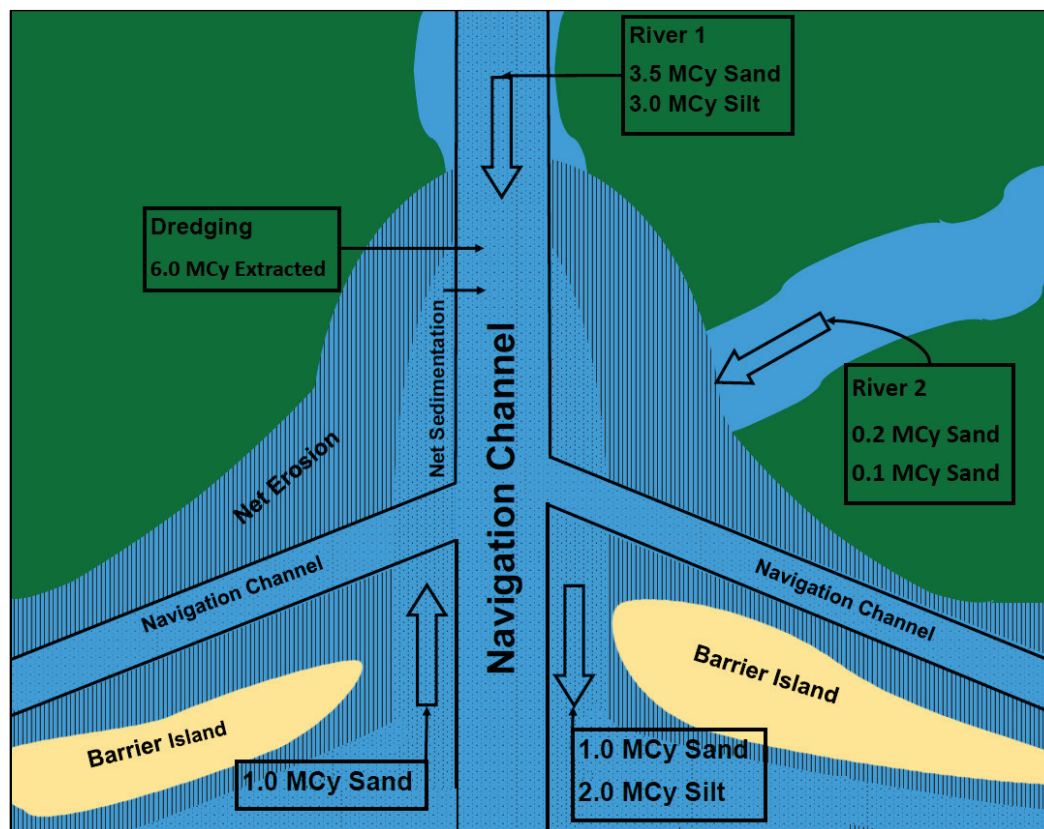 River 1
3.5 MCy Sand
3.0 MCy Silt
Dredging
6.0 MCy Extracted
Net Sedimentation
Navigation Channel
River 2
0.2 MCy Sand
0.1 MCy Sand
Net Erosion
Navigation Channel
Navigation Channel
Barrier Island
Barrier Island
1.0 MCy Sand
1.0 MCy Sand
2.0 MCy Silt